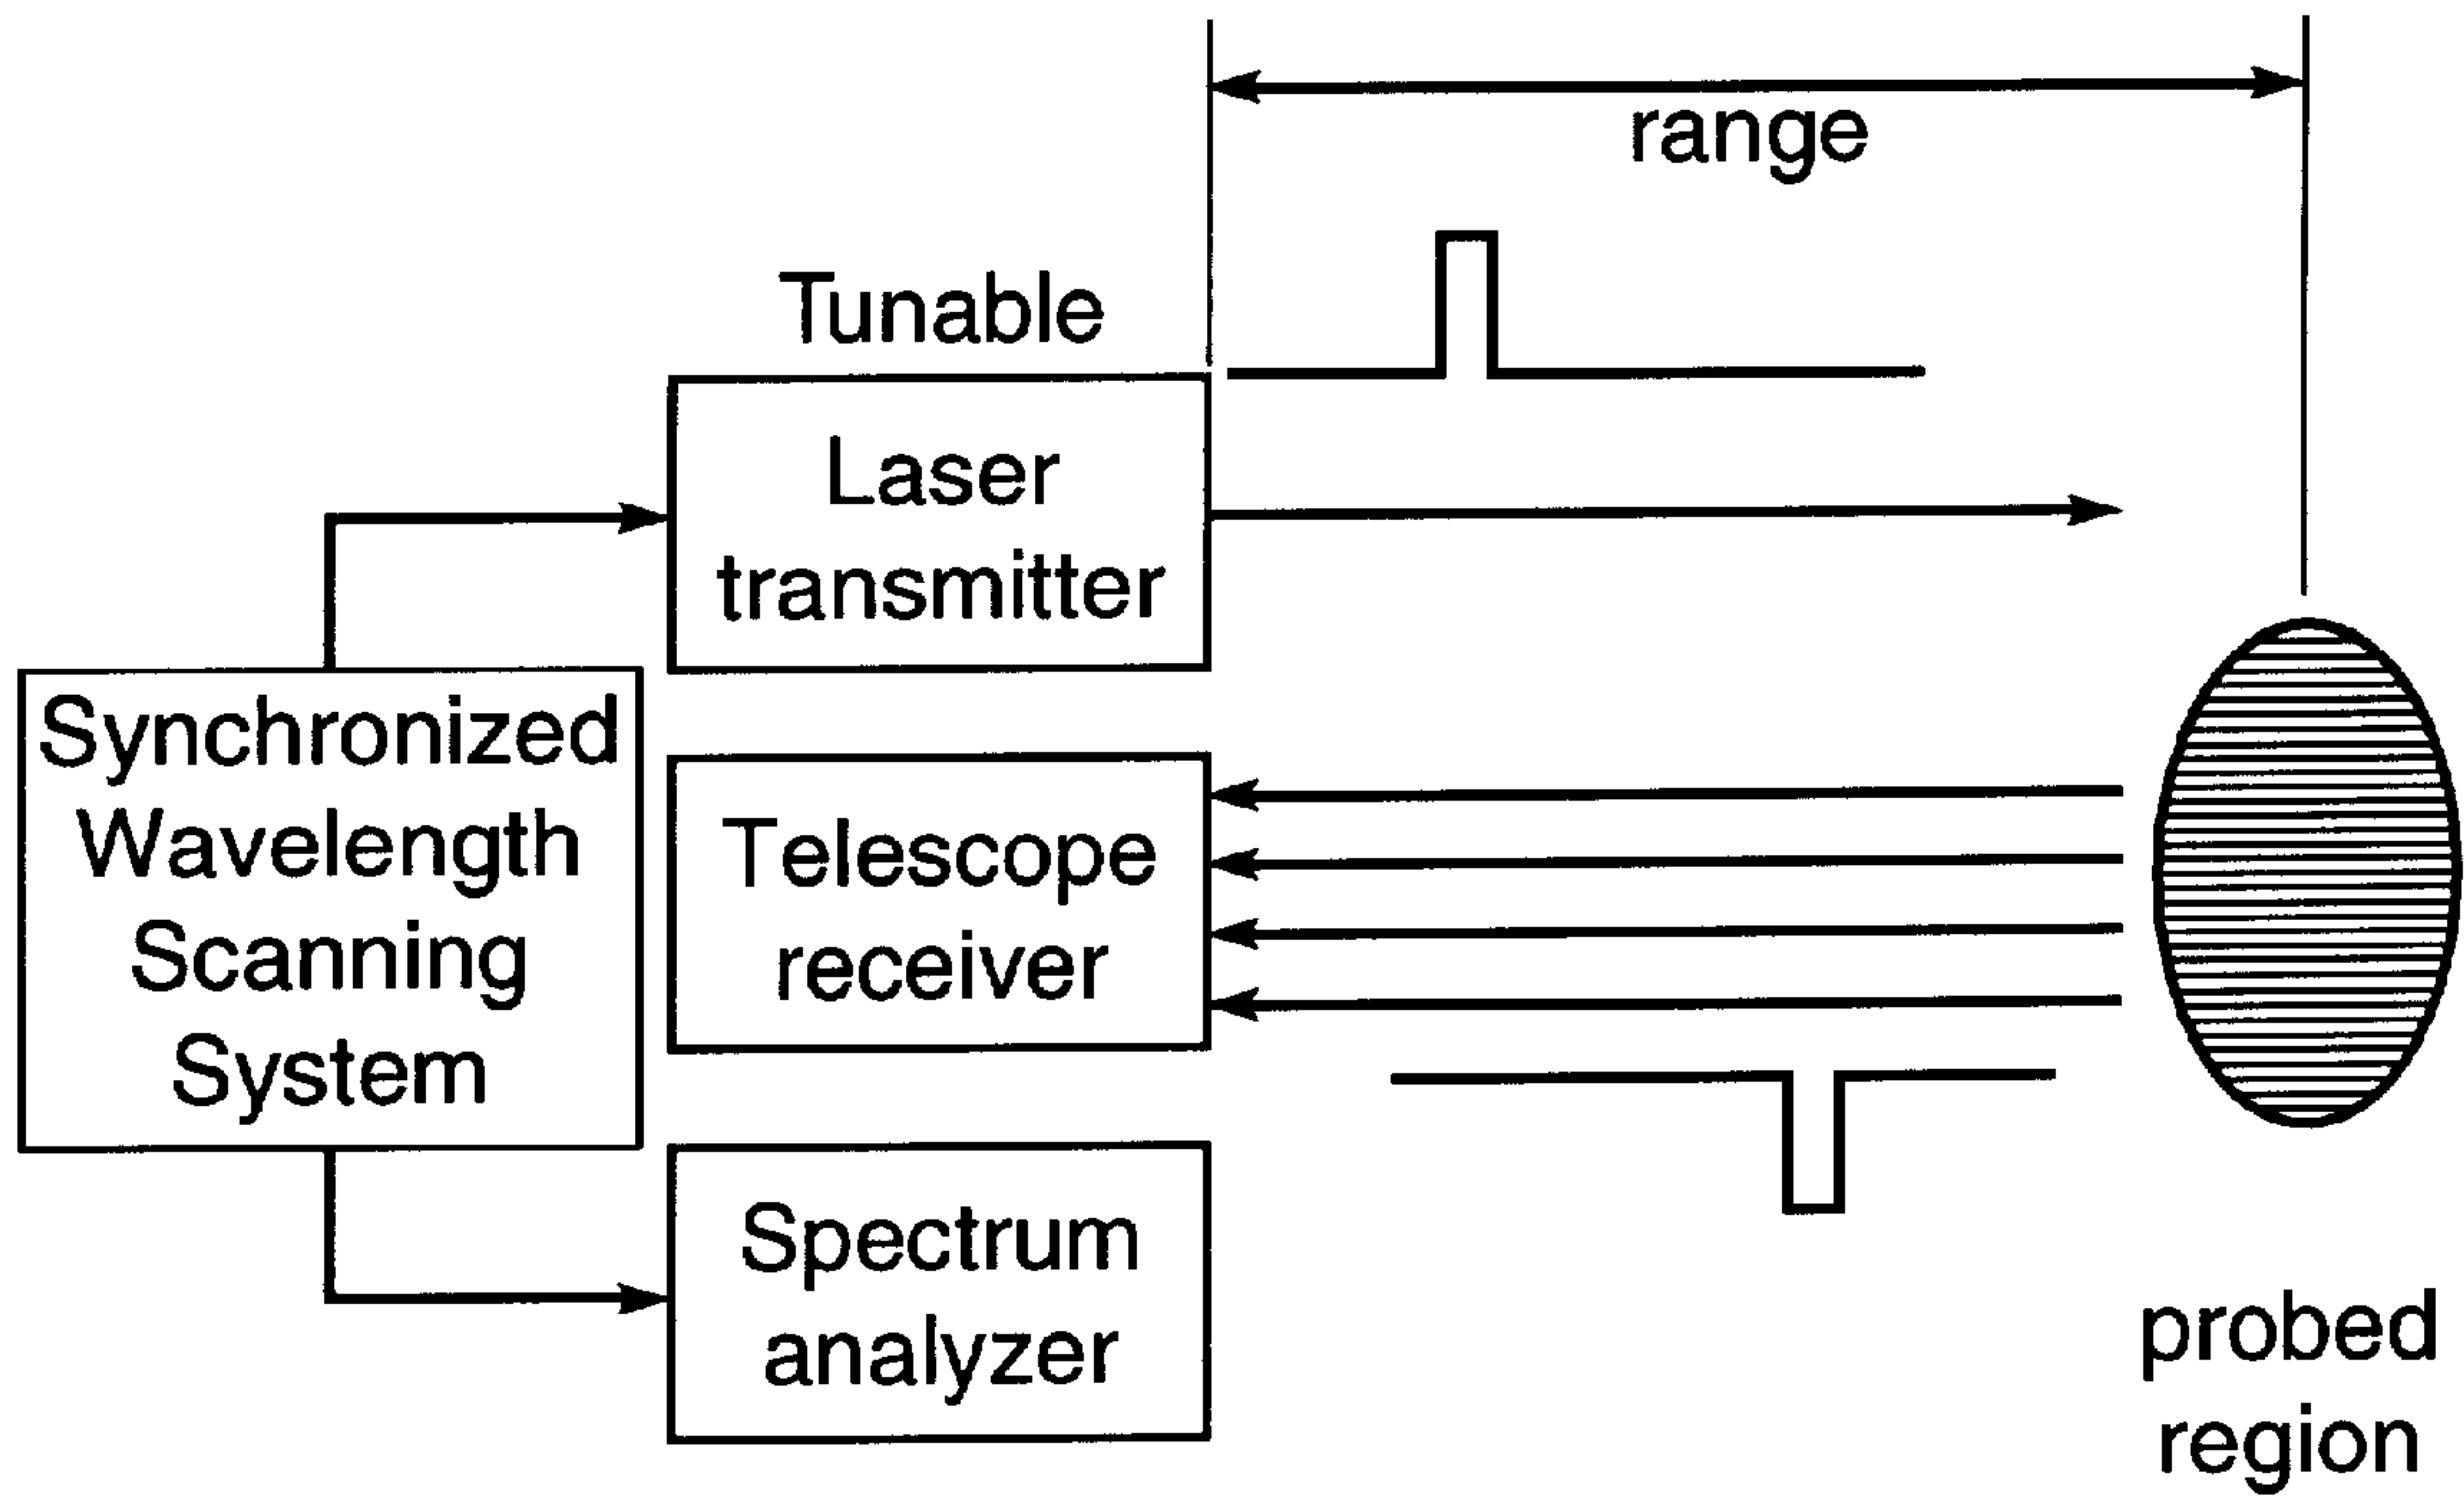 range
Tunable
Laser
transmitter
Synchronized
Wavelength
Scanning
System
Telescope
receiver
Spectrum
analyzer
probed
region